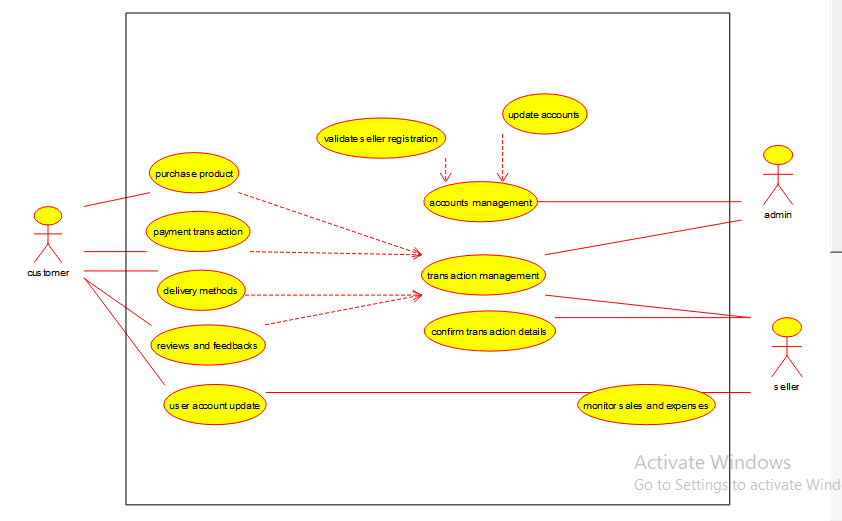 update accounts
validate seller registration
purchase product
accounts management
admin
payment transaction
customer
transaction management
delivery methods
confirm transaction details
reviews and feedbacks
seller
user account update
monitor sales and expenses
Activate Windows
Go to Settings to activate Wind